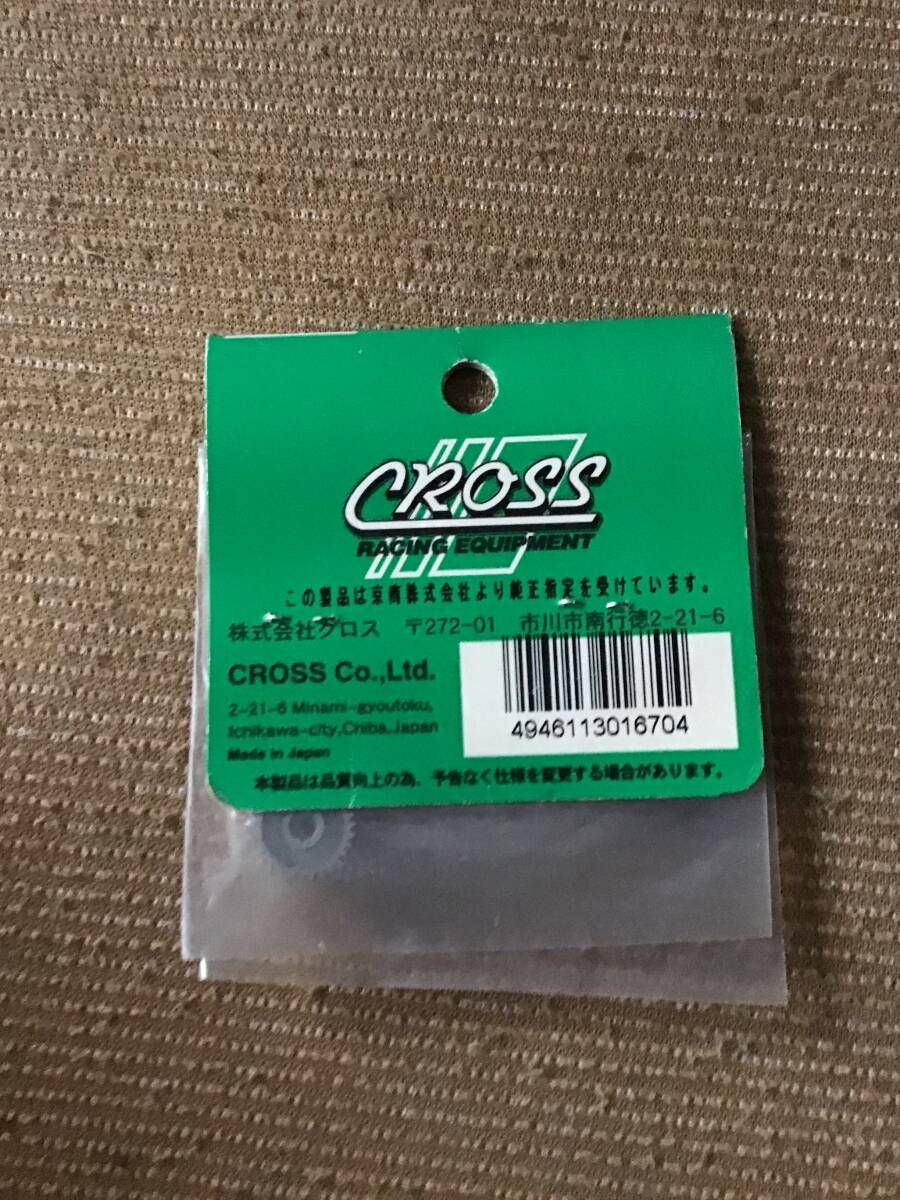 CROSS
RACING EQUIPMENT
この製品は京商株式会社より純正指定を受けています。
株式会社クロス 〒272-01 市川市南行徳2-21-6
CROSS Co.,Ltd.
2-21-6 Minami-gyoutoku,
Ichikawa-city,Chiba,Japan
Made in Japan
4946113016704
本製品は品質向上の為、予告なく仕様を変更する場合があります。